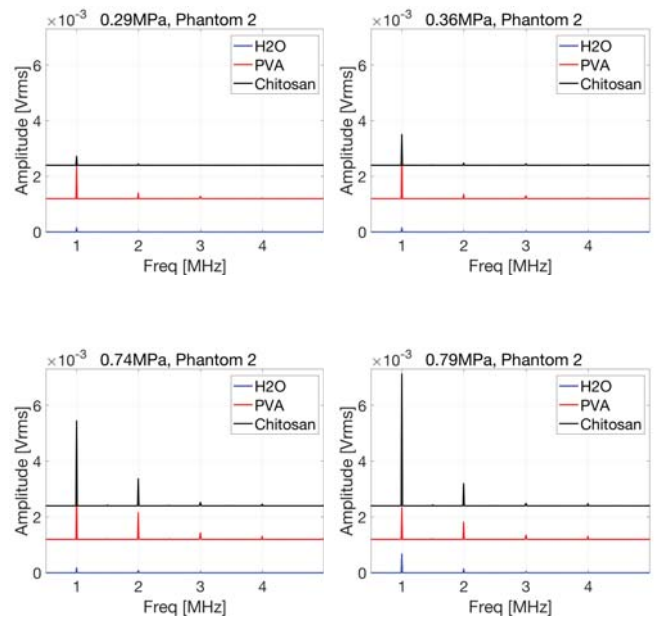 ×10⁻³ 0.29MPa, Phantom 2
H2O
PVA
Chitosan
6
4
2
0
Amplitude [Vrms]
1 2 3 4
Freq [MHz]
×10⁻³ 0.36MPa, Phantom 2
H2O
PVA
Chitosan
6
4
2
0
Amplitude [Vrms]
1 2 3 4
Freq [MHz]
×10⁻³ 0.74MPa, Phantom 2
H2O
PVA
Chitosan
6
4
2
0
Amplitude [Vrms]
1 2 3 4
Freq [MHz]
×10⁻³ 0.79MPa, Phantom 2
H2O
PVA
Chitosan
6
4
2
0
Amplitude [Vrms]
1 2 3 4
Freq [MHz]